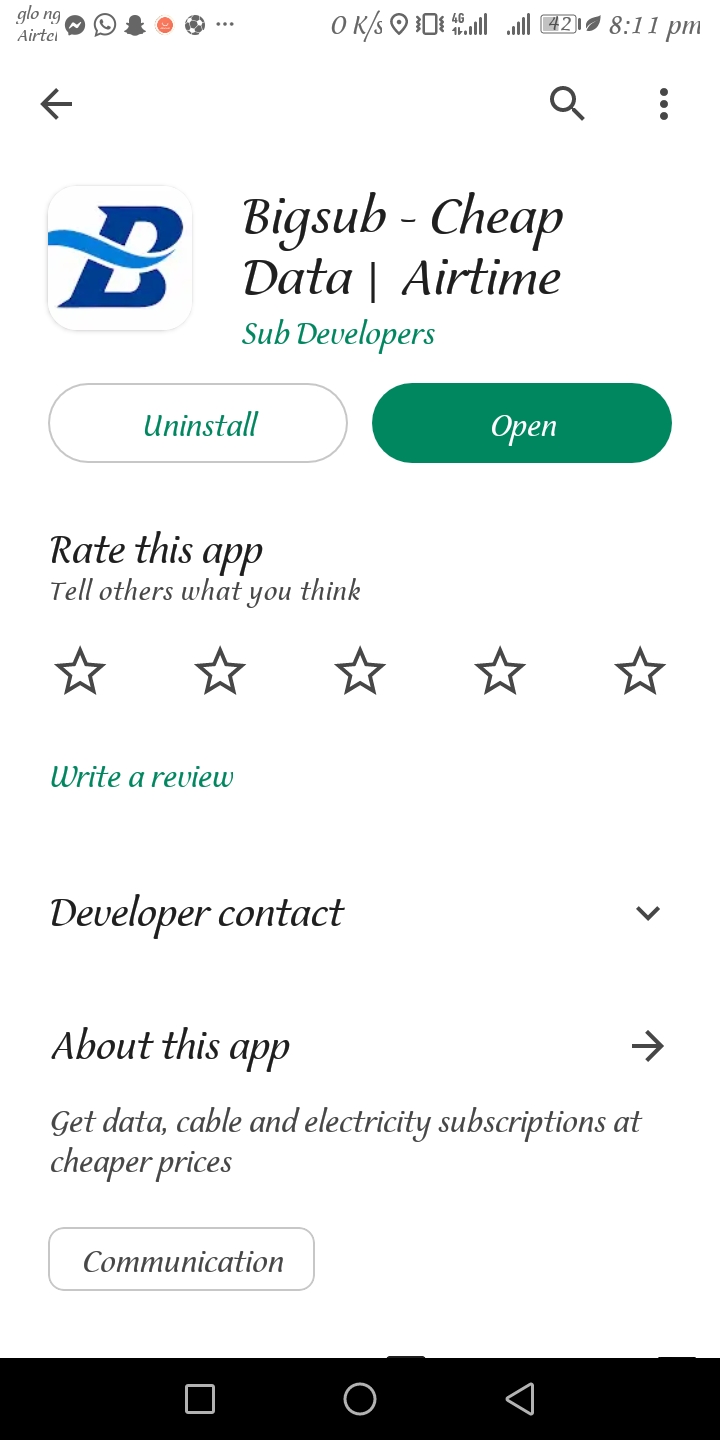 glo ng
Airtel
0 K/s 4G 42 8:11 pm
Bigsub - Cheap
Data | Airtime
Sub Developers
Uninstall
Open
Rate this app
Tell others what you think
Write a review
Developer contact
About this app
Get data, cable and electricity subscriptions at
cheaper prices
Communication